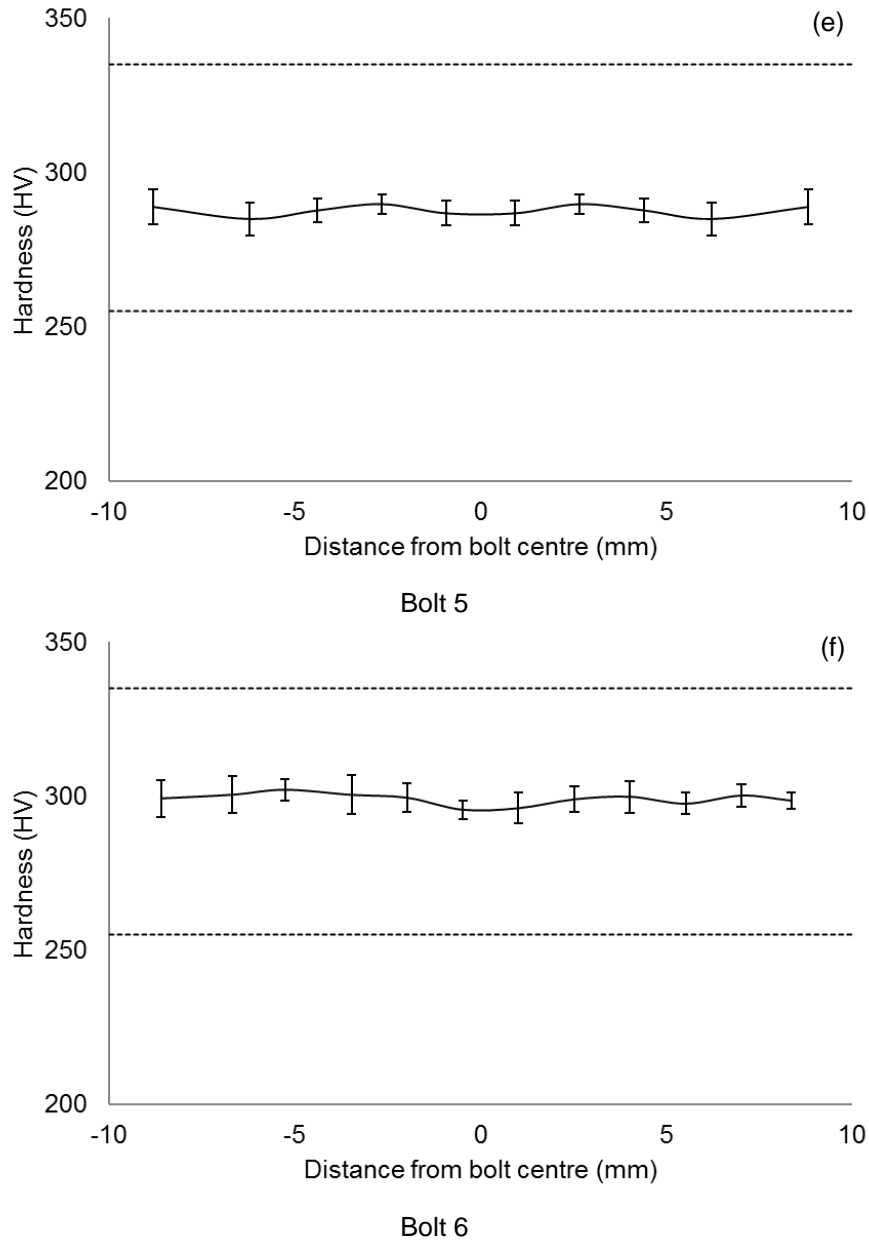 (e)
350
300
250
200
Hardness (HV)
-10 -5 0 5 10
Distance from bolt centre (mm)
Bolt 5
(f)
350
300
250
200
Hardness (HV)
-10 -5 0 5 10
Distance from bolt centre (mm)
Bolt 6